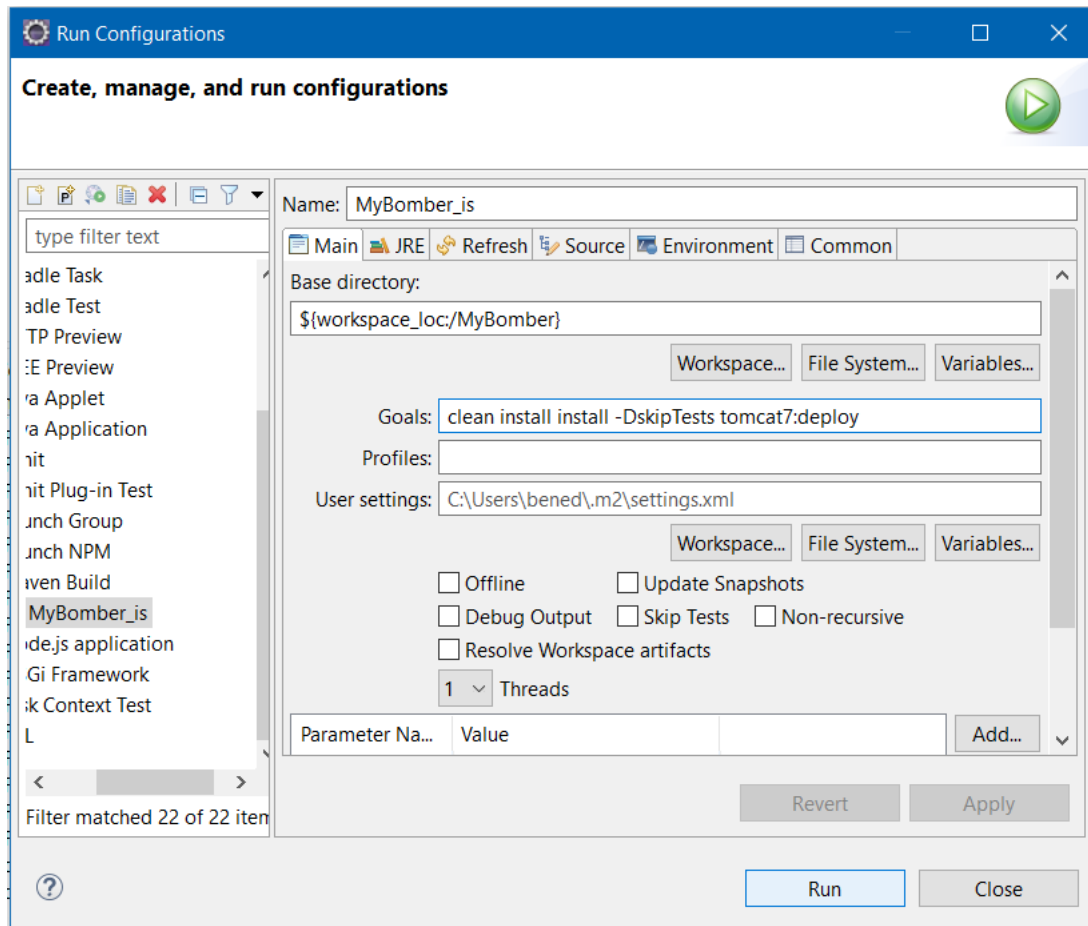 Run Configurations
Create, manage, and run configurations
type filter text
adle Task
adle Test
TP Preview
EE Preview
va Applet
va Application
nit
nit Plug-in Test
unch Group
unch NPM
aven Build
MyBomber_is
de.js application
Gi Framework
sk Context Test
L
Filter matched 22 of 22 item
Name: MyBomber_is
Main JRE Refresh Source Environment Common
Base directory:
${workspace_loc:/MyBomber}
Workspace... File System... Variables...
Goals: clean install install -DskipTests tomcat7:deploy
Profiles:
User settings: C:\Users\bened\.m2\settings.xml
Workspace... File System... Variables...
Offline Update Snapshots
Debug Output Skip Tests Non-recursive
Resolve Workspace artifacts
1 Threads
Parameter Na... Value Add...
Revert Apply
Run Close